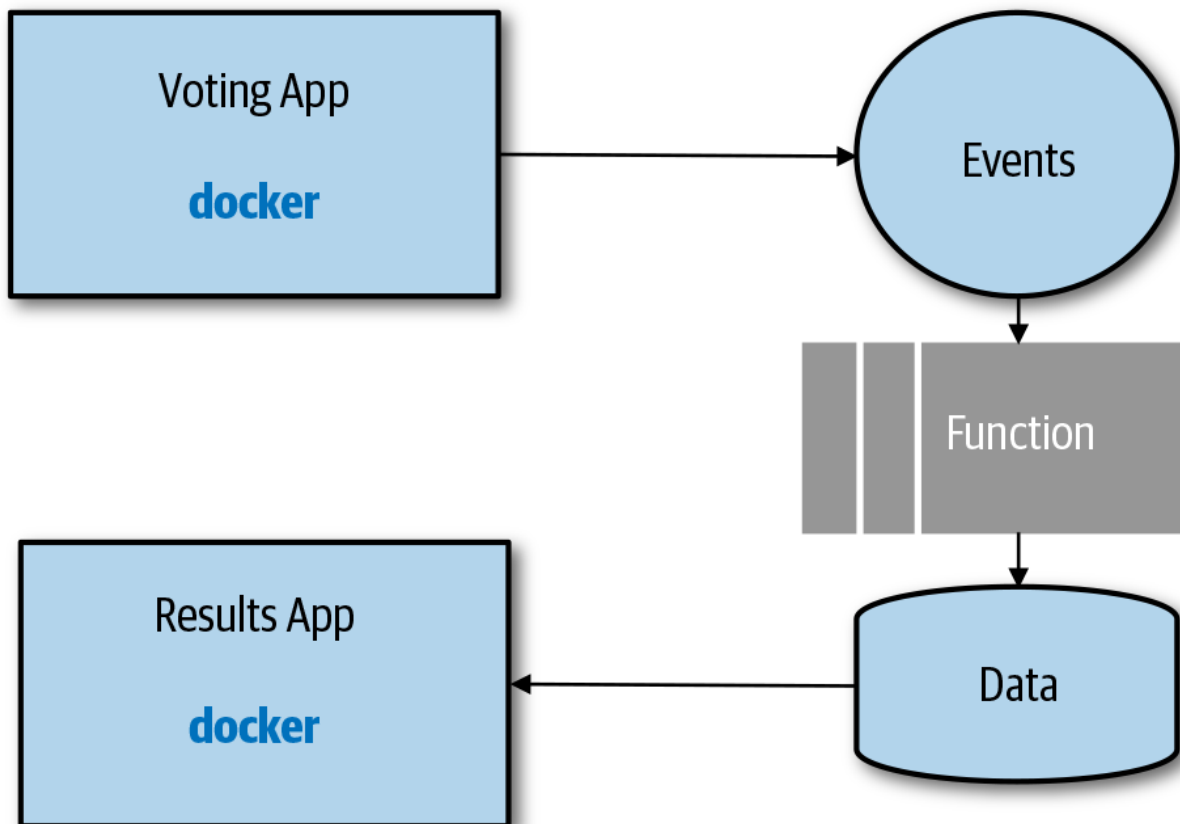 Voting App
docker
Events
Function
Data
Results App
docker